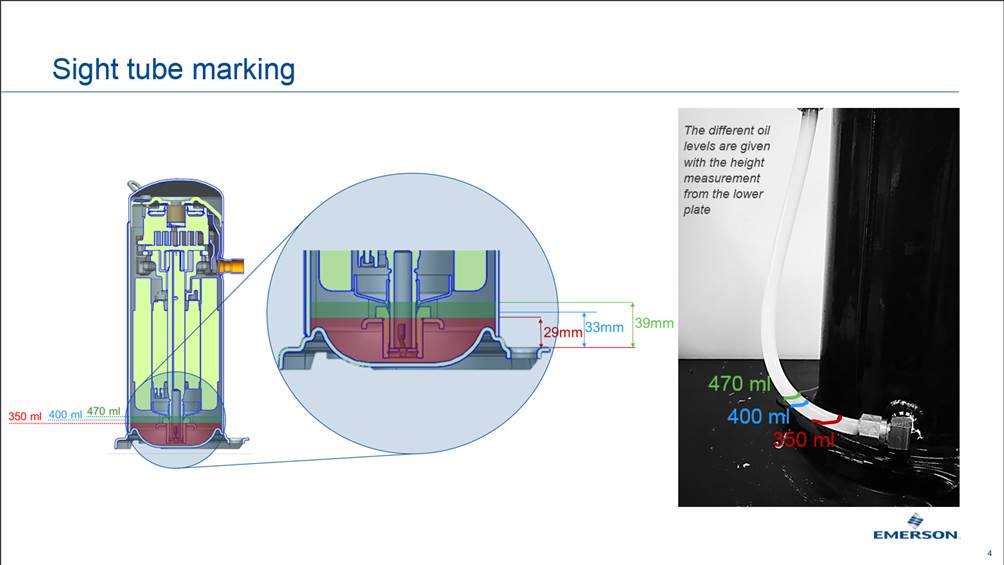 Sight tube marking
The different oil
levels are given
with the height
measurement
from the lower
plate
39mm
33mm
29mm
350 ml
400 ml
470 ml
470 ml
400 ml
350 ml
EMERSON
4